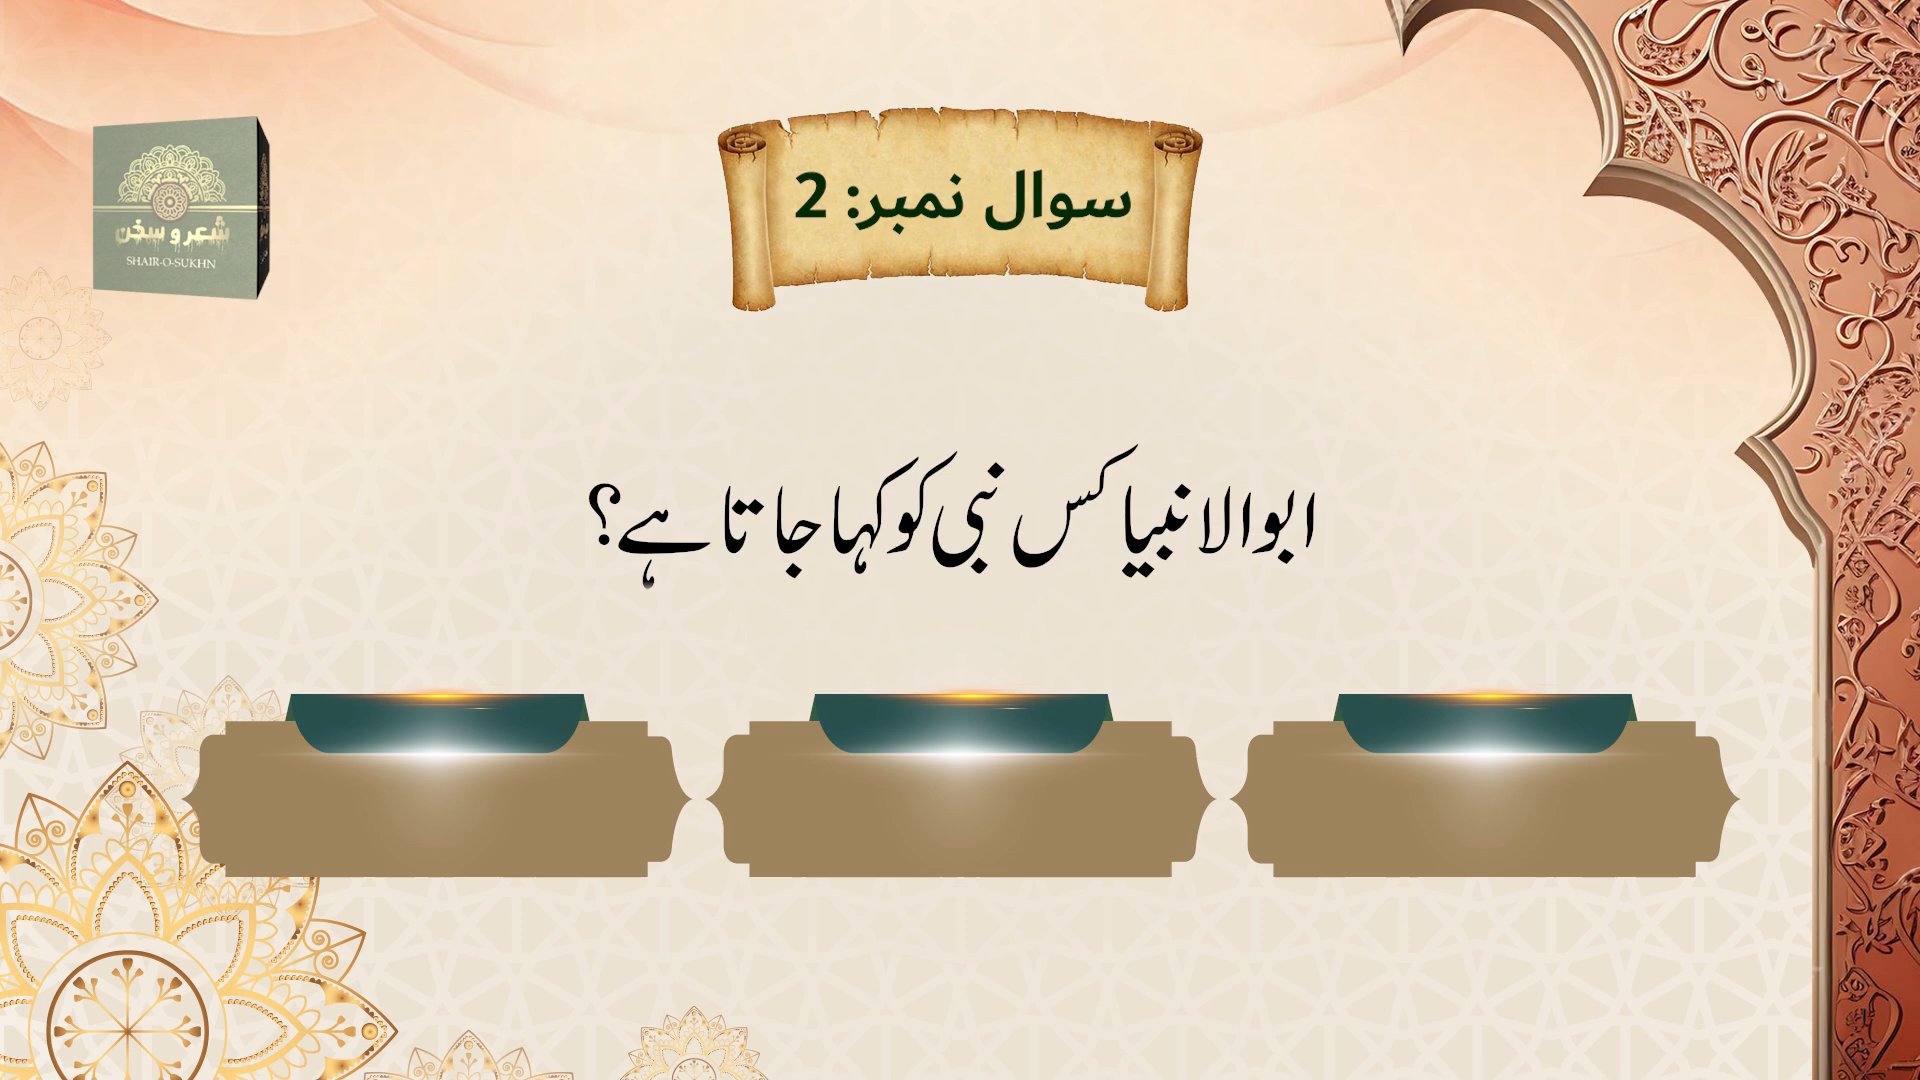 شعر و سخن
SHAIR-O-SUKHN
سوال نمبر: 2
ابوالانبیا کس نبی کو کہا جاتا ہے؟